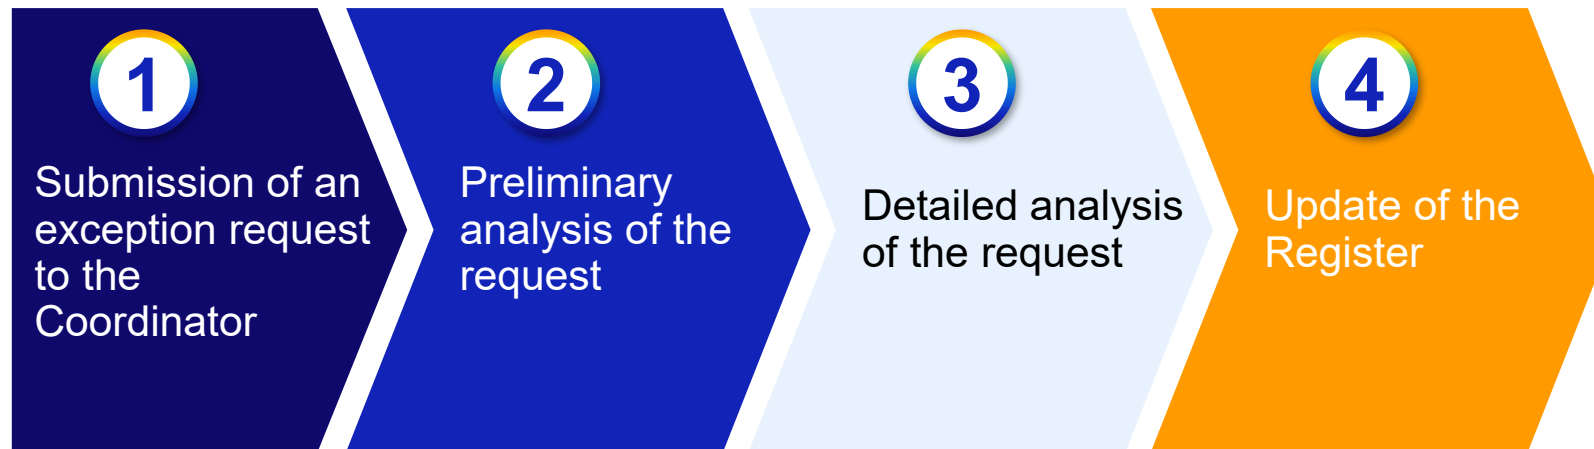 1
Submission of an
exception request
to the
Coordinator
2
Preliminary
analysis of the
request
3
Detailed analysis
of the request
4
Update of the
Register